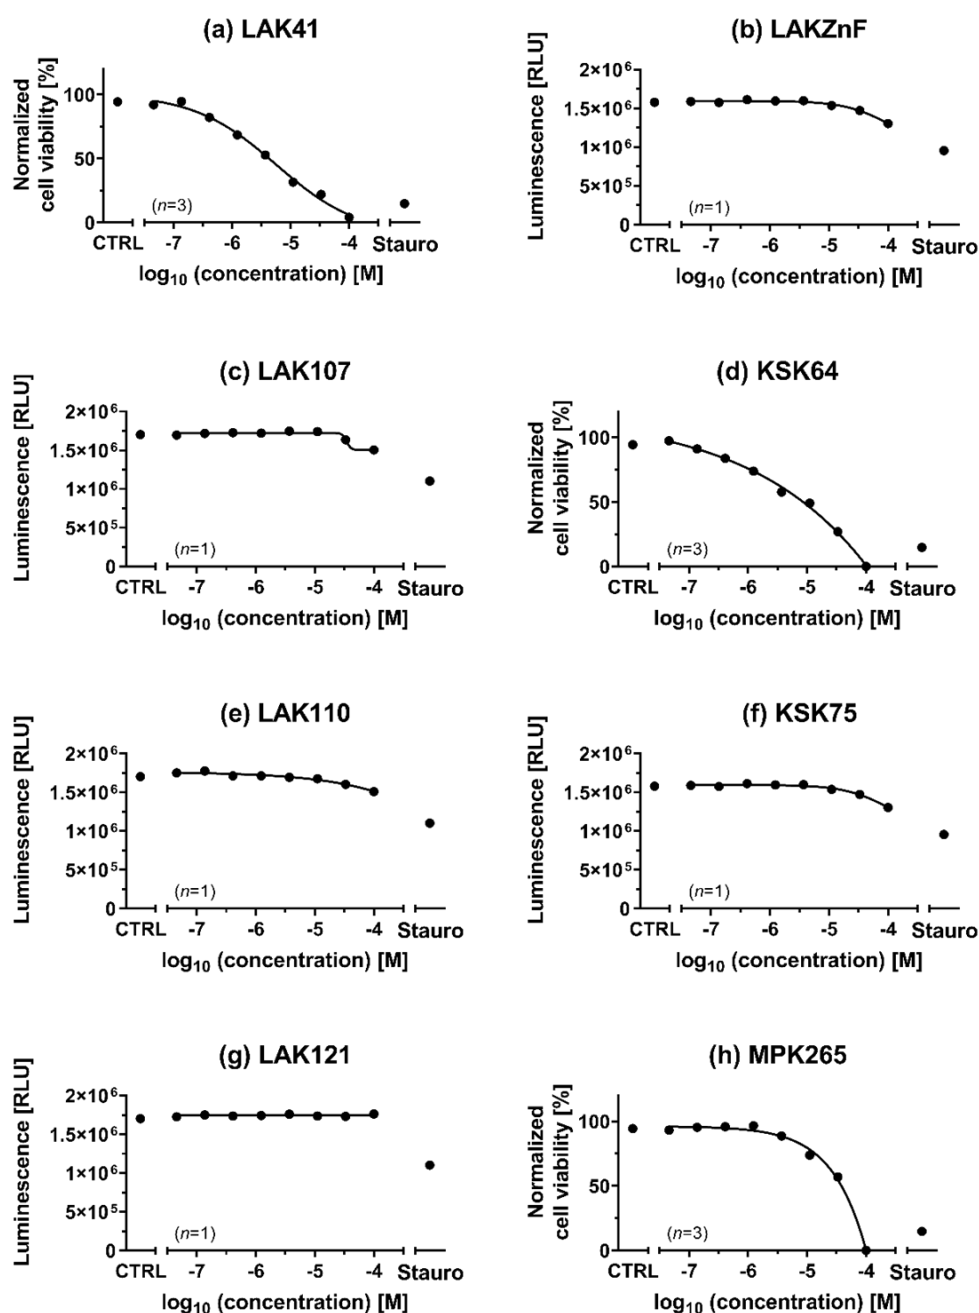 (a) LAK41
Normalized
cell viability [%]
100
50
0
(n=3)
CTRL -7 -6 -5 -4 Stauro
log₁₀ (concentration) [M]
(b) LAKZnF
Luminescence [RLU]
2×10⁶
1.5×10⁶
1×10⁶
5×10⁵
0
(n=1)
CTRL -7 -6 -5 -4 Stauro
log₁₀ (concentration) [M]
(c) LAK107
Luminescence [RLU]
2×10⁶
1.5×10⁶
1×10⁶
5×10⁵
0
(n=1)
CTRL -7 -6 -5 -4 Stauro
log₁₀ (concentration) [M]
(d) KSK64
Normalized
cell viability [%]
100
50
0
(n=3)
CTRL -7 -6 -5 -4 Stauro
log₁₀ (concentration) [M]
(e) LAK110
Luminescence [RLU]
2×10⁶
1.5×10⁶
1×10⁶
5×10⁵
0
(n=1)
CTRL -7 -6 -5 -4 Stauro
log₁₀ (concentration) [M]
(f) KSK75
Luminescence [RLU]
2×10⁶
1.5×10⁶
1×10⁶
5×10⁵
0
(n=1)
CTRL -7 -6 -5 -4 Stauro
log₁₀ (concentration) [M]
(g) LAK121
Luminescence [RLU]
2×10⁶
1.5×10⁶
1×10⁶
5×10⁵
0
(n=1)
CTRL -7 -6 -5 -4 Stauro
log₁₀ (concentration) [M]
(h) MPK265
Normalized
cell viability [%]
100
50
0
(n=3)
CTRL -7 -6 -5 -4 Stauro
log₁₀ (concentration) [M]